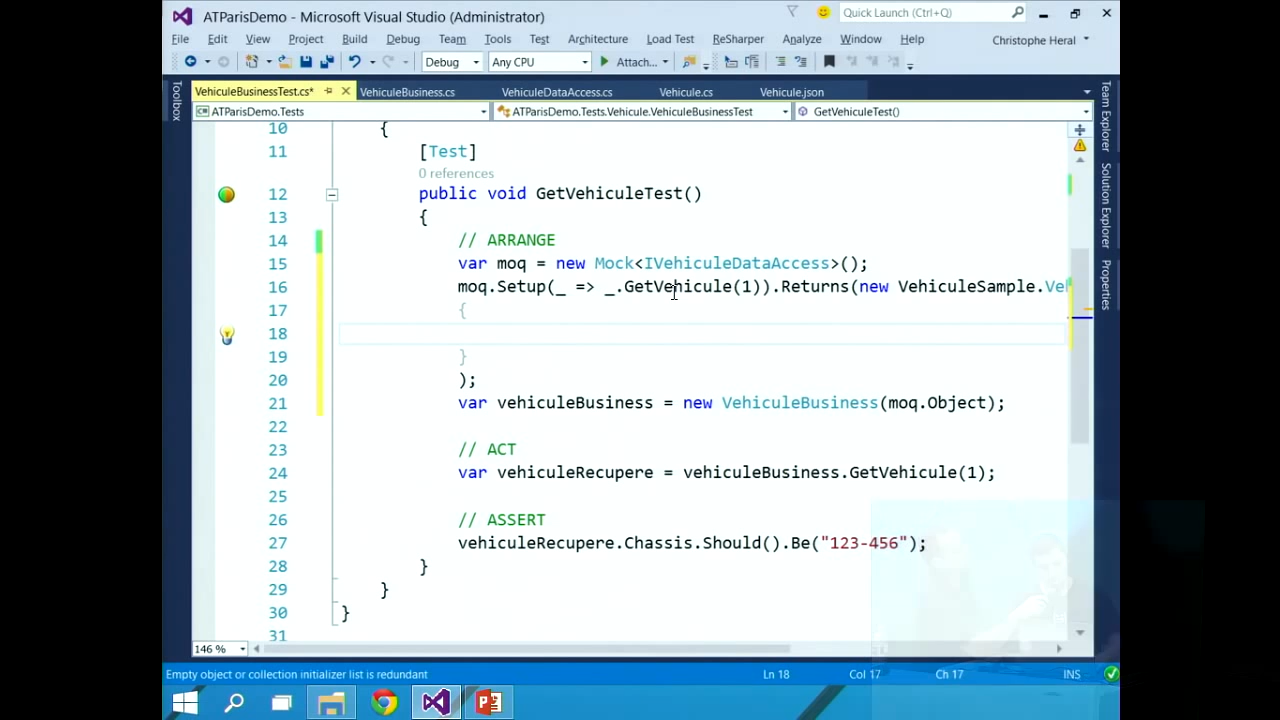 ATParisDemo - Microsoft Visual Studio (Administrator)
Quick Launch (Ctrl+Q)
File Edit View Project Build Debug Team Tools Test Architecture Load Test ReSharper Analyze Window Help Christophe Heral
Debug Any CPU Attach...
VehiculeBusinessTest.cs* VehiculeBusiness.cs VehiculeDataAccess.cs Vehicule.cs Vehicule.json
ATParisDemo.Tests ATParisDemo.Tests.Vehicule.VehiculeBusinessTest GetVehiculeTest()
Toolbox
Team Explorer
Solution Explorer
Properties
10 {
11 [Test]
0 references
12 public void GetVehiculeTest()
13 {
14 // ARRANGE
15 var moq = new Mock<IVehiculeDataAccess>();
16 moq.Setup(_ => _.GetVehicule(1)).Returns(new VehiculeSample.Veh
17 {
18
19 }
20 );
21 var vehiculeBusiness = new VehiculeBusiness(moq.Object);
22
23 // ACT
24 var vehiculeRecupere = vehiculeBusiness.GetVehicule(1);
25
26 // ASSERT
27 vehiculeRecupere.Chassis.Should().Be("123-456");
28 }
29 }
30 }
31
146 %
Empty object or collection initializer list is redundant Ln 18 Col 17 Ch 17 INS